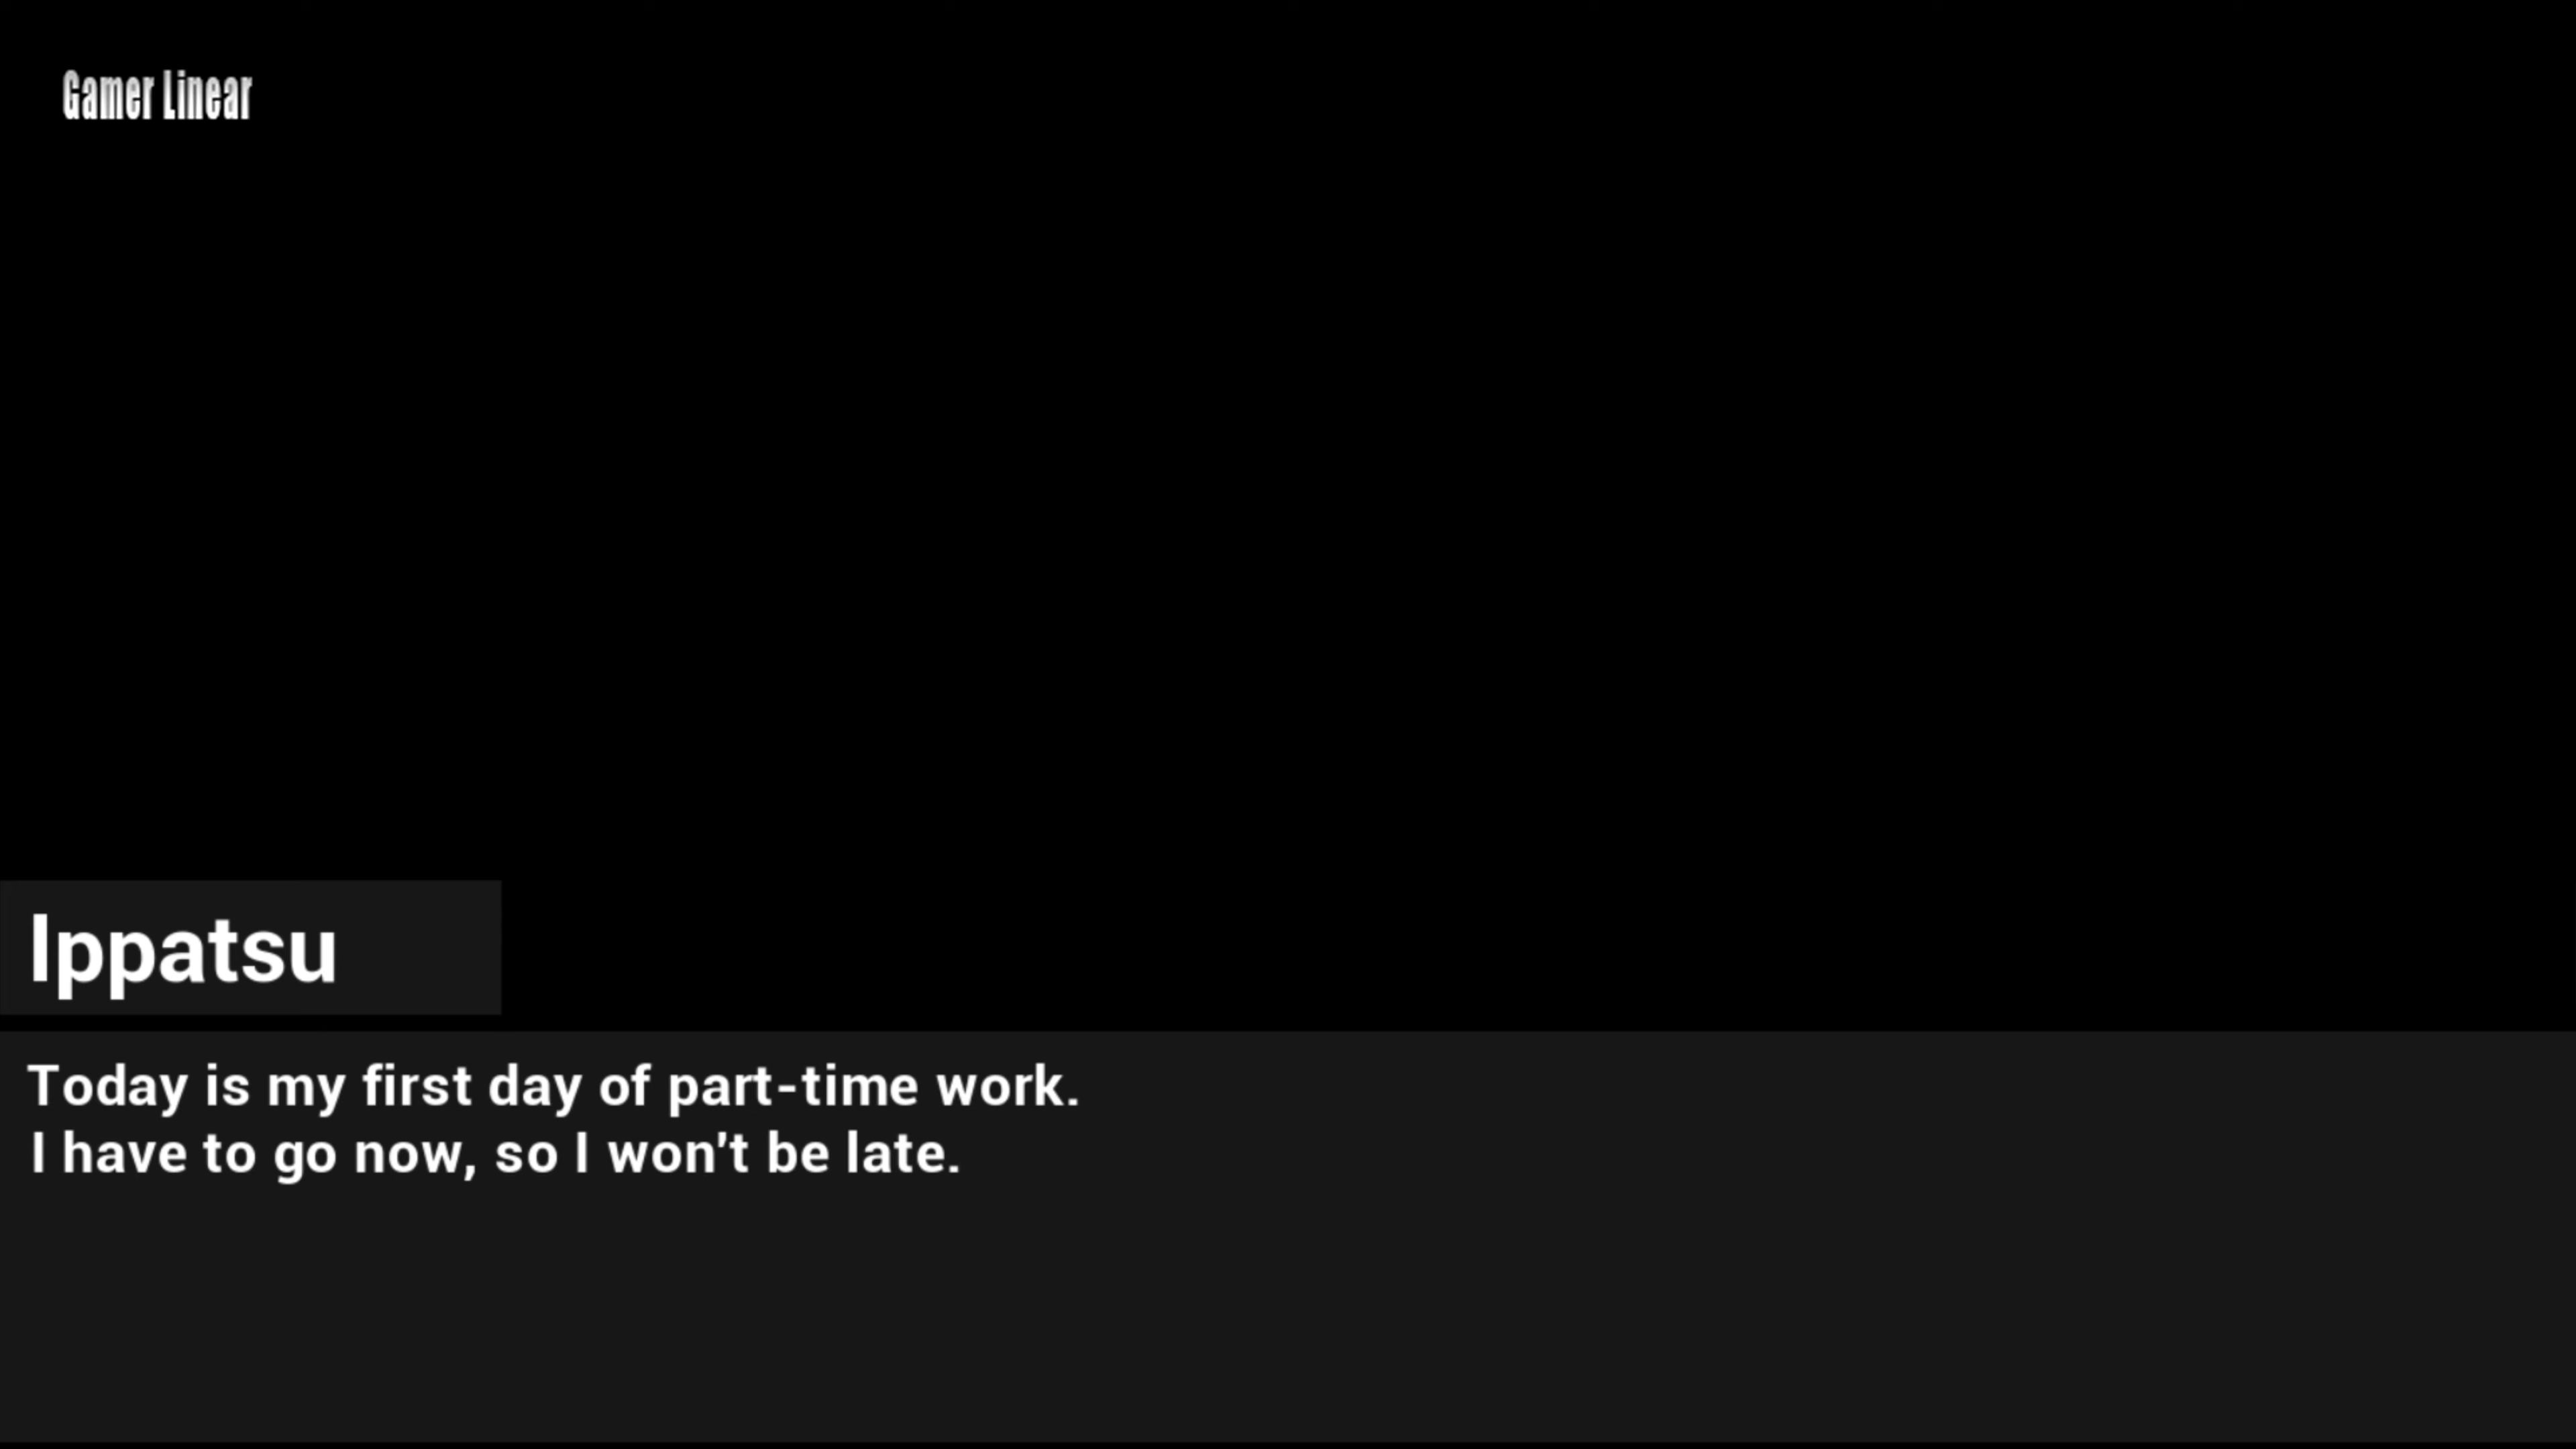 Gamer Linear
Ippatsu
Today is my first day of part-time work.
I have to go now, so I won't be late.